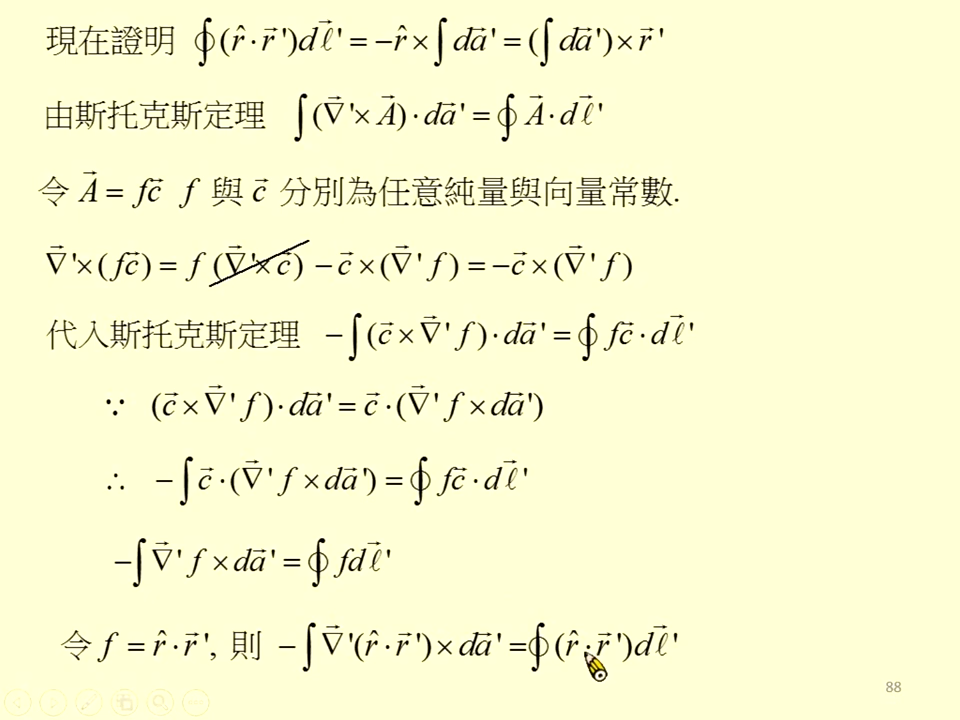 現在證明 ∮(r̂·r⃗')dℓ⃗' = −r̂×∫da⃗' = (∫da⃗')×r⃗'
由斯托克斯定理 ∫(∇⃗'×A⃗)·da⃗' = ∮A⃗·dℓ⃗'
令 A⃗ = fc⃗ f 與 c⃗ 分別為任意純量與向量常數.
∇⃗'×(fc⃗) = f(∇⃗'×c⃗) − c⃗×(∇⃗'f) = −c⃗×(∇⃗'f)
代入斯托克斯定理 −∫(c⃗×∇⃗'f)·da⃗' = ∮fc⃗·dℓ⃗'
∵ (c⃗×∇⃗'f)·da⃗' = c⃗·(∇⃗'f×da⃗')
∴ −∫c⃗·(∇⃗'f×da⃗') = ∮fc⃗·dℓ⃗'
−∫∇⃗'f×da⃗' = ∮fdℓ⃗'
令 f = r̂·r⃗', 則 −∫∇⃗'(r̂·r⃗')×da⃗' = ∮(r̂·r⃗')dℓ⃗'
88